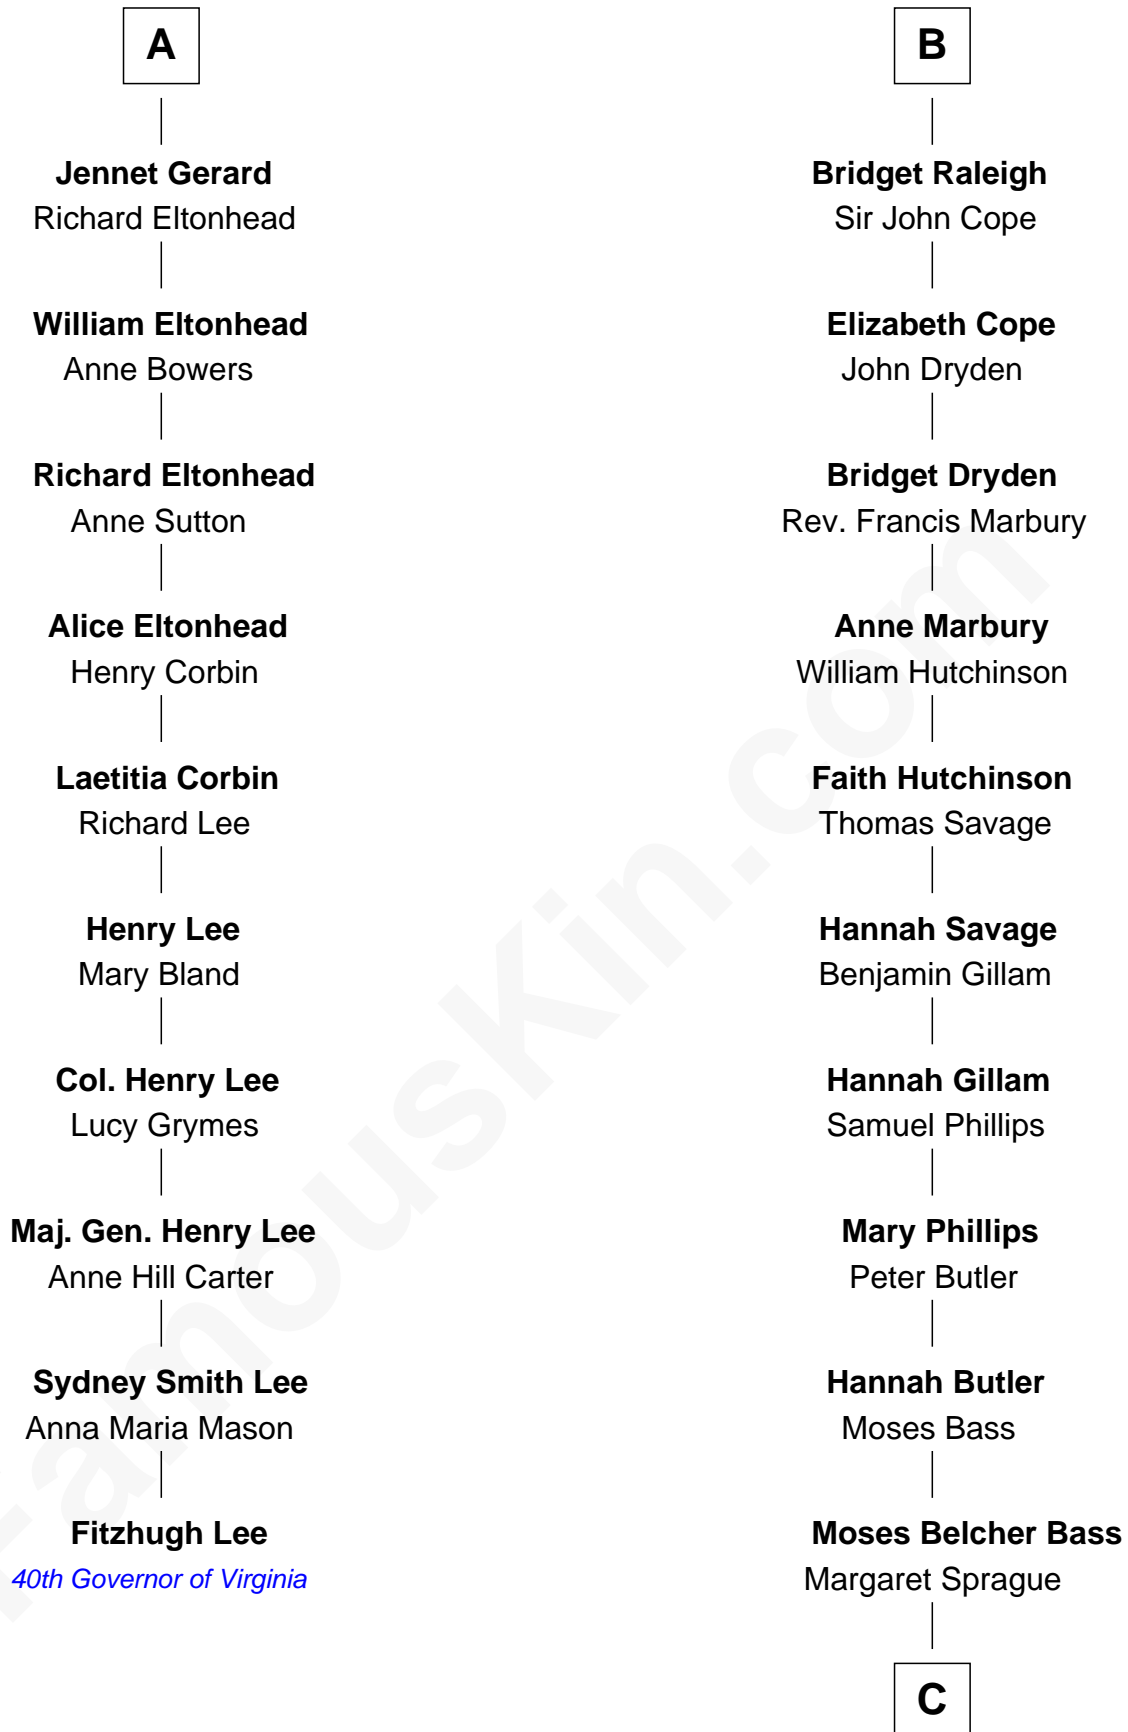 A
Jennet Gerard
Richard Eltonhead
William Eltonhead
Anne Bowers
Richard Eltonhead
Anne Sutton
Alice Eltonhead
Henry Corbin
Laetitia Corbin
Richard Lee
Henry Lee
Mary Bland
Col. Henry Lee
Lucy Grymes
Maj. Gen. Henry Lee
Anne Hill Carter
Sydney Smith Lee
Anna Maria Mason
Fitzhugh Lee
40th Governor of Virginia
B
Bridget Raleigh
Sir John Cope
Elizabeth Cope
John Dryden
Bridget Dryden
Rev. Francis Marbury
Anne Marbury
William Hutchinson
Faith Hutchinson
Thomas Savage
Hannah Savage
Benjamin Gillam
Hannah Gillam
Samuel Phillips
Mary Phillips
Peter Butler
Hannah Butler
Moses Bass
Moses Belcher Bass
Margaret Sprague
C
FamousKin.com